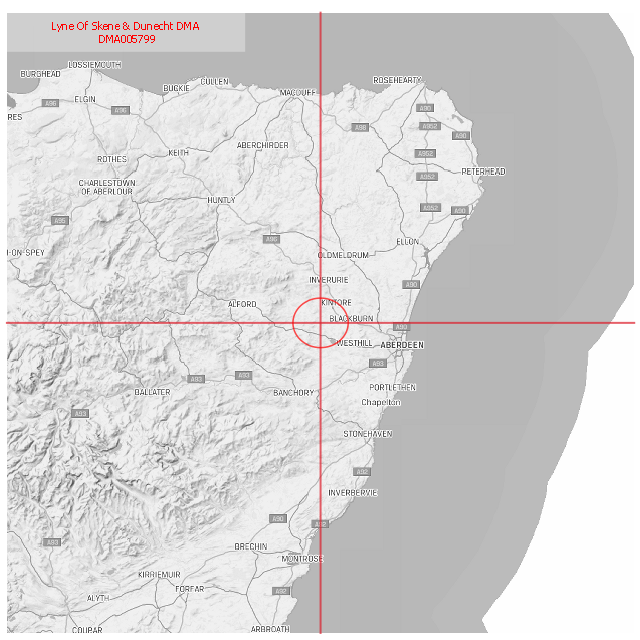 Lyne Of Skene & Dunecht DMA
DMA005799
LOSSIEMOUTH
BURGHEAD
ROSEHEARTY
CULLEN
BUCKIE
MACDUFF
ELGIN
A96
A96
A90
RES
A98
A952
A90
ABERCHIRDER
KEITH
A952
ROTHES
PETERHEAD
A952
CHARLESTOWN
OF ABERLOUR
HUNTLY
A952
A90
A95
A96
ELLON
N-ON-SPEY
OLDMELDRUM
INVERURIE
A90
ALFORD
KINTORE
BLACKBURN
A90
WESTHILL
ABERDEEN
A93
A93
A93
PORTLETHEN
BALLATER
BANCHORY
Chapelton
A93
STONEHAVEN
A92
INVERBERVIE
A90
A92
A93
BRECHIN
MONTROSE
KIRRIEMUIR
FORFAR
A92
ALYTH
COUPAR
ARBROATH